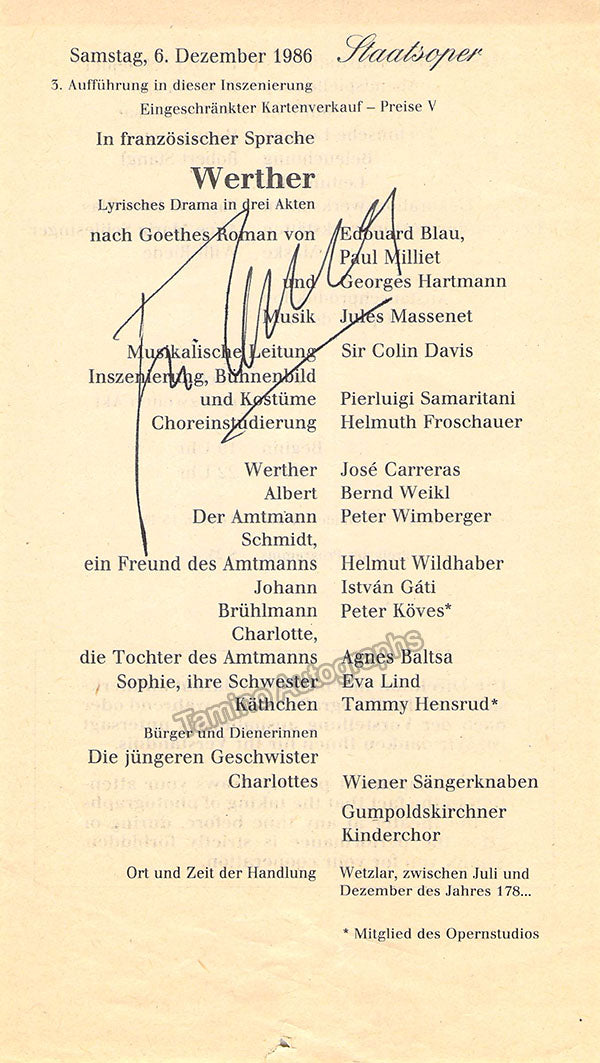 Samstag, 6. Dezember 1986 Staatsoper
3. Aufführung in dieser Inszenierung
Eingeschränkter Kartenverkauf – Preise V
In französischer Sprache
Werther
Lyrisches Drama in drei Akten
nach Goethes Roman von Edouard Blau,
Paul Milliet
und Georges Hartmann
Musik Jules Massenet
Musikalische Leitung Sir Colin Davis
Inszenierung, Bühnenbild
und Kostüme Pierluigi Samaritani
Choreinstudierung Helmuth Froschauer
Werther José Carreras
Albert Bernd Weikl
Der Amtmann Peter Wimberger
Schmidt,
ein Freund des Amtmanns Helmut Wildhaber
Johann István Gáti
Brühlmann Peter Köves*
Charlotte,
die Tochter des Amtmanns Agnes Baltsa
Sophie, ihre Schwester Eva Lind
Käthchen Tammy Hensrud*
Tamino Autographs
Bürger und Dienerinnen
Die jüngeren Geschwister
Charlottes Wiener Sängerknaben
Gumpoldskirchner
Kinderchor
Ort und Zeit der Handlung Wetzlar, zwischen Juli und
Dezember des Jahres 178...
* Mitglied des Opernstudios